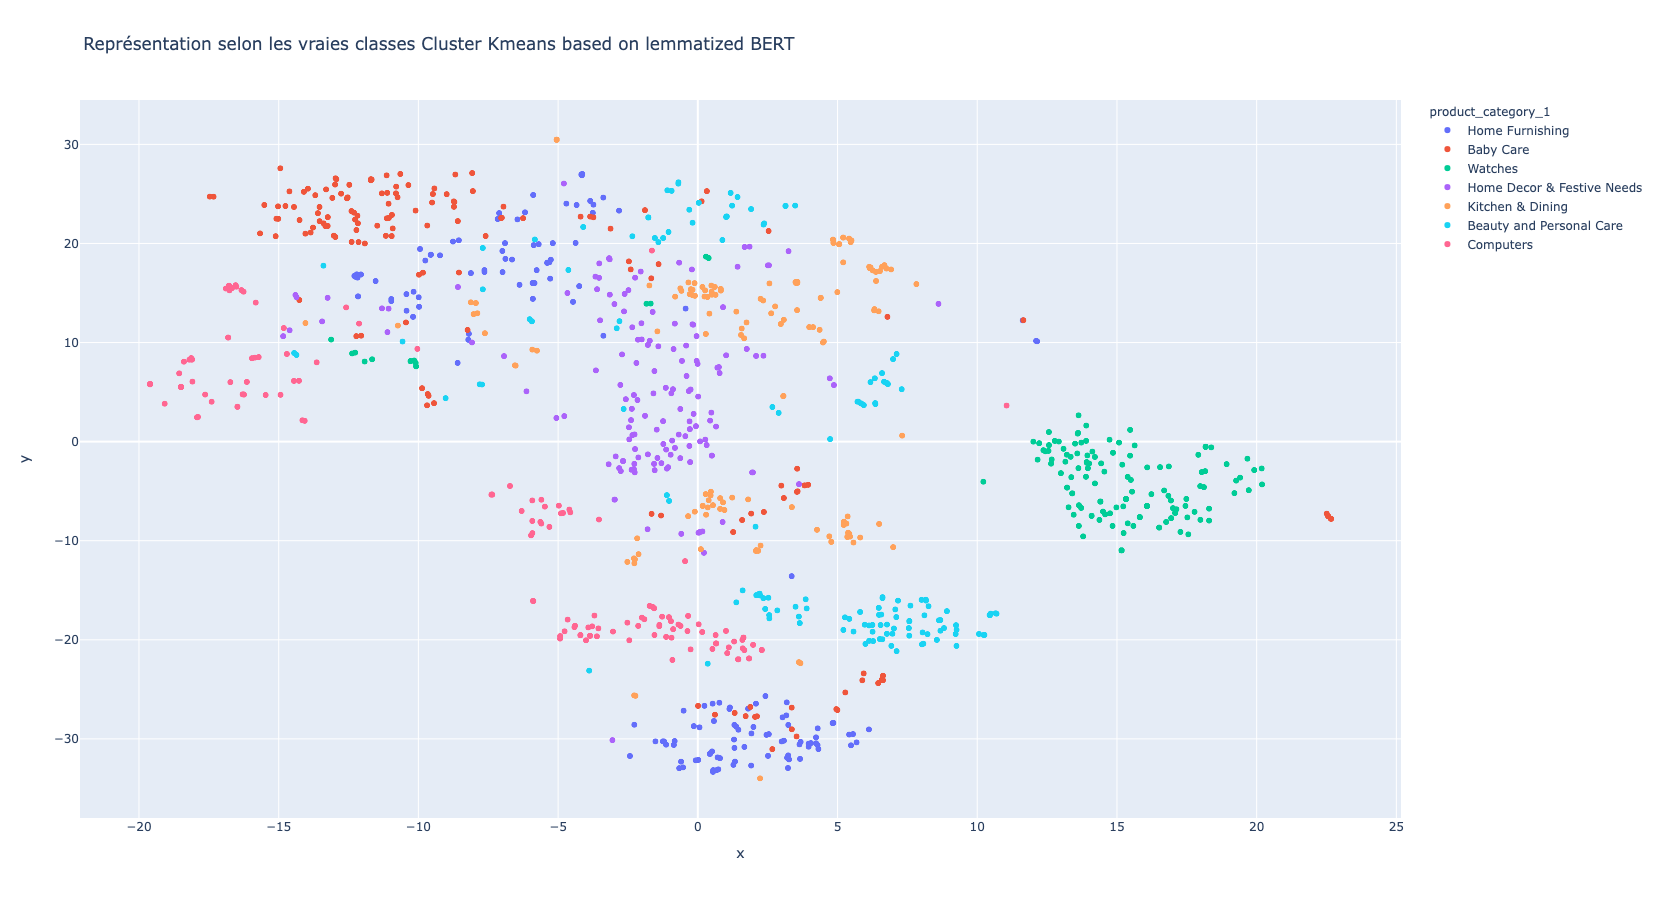 Représentation selon les vraies classes Cluster Kmeans based on lemmatized BERT
product_category_1
Home Furnishing
Baby Care
Watches
Home Decor & Festive Needs
Kitchen & Dining
Beauty and Personal Care
Computers
30
20
10
0
−10
−20
−30
y
−20 −15 −10 −5 0 5 10 15 20 25
x